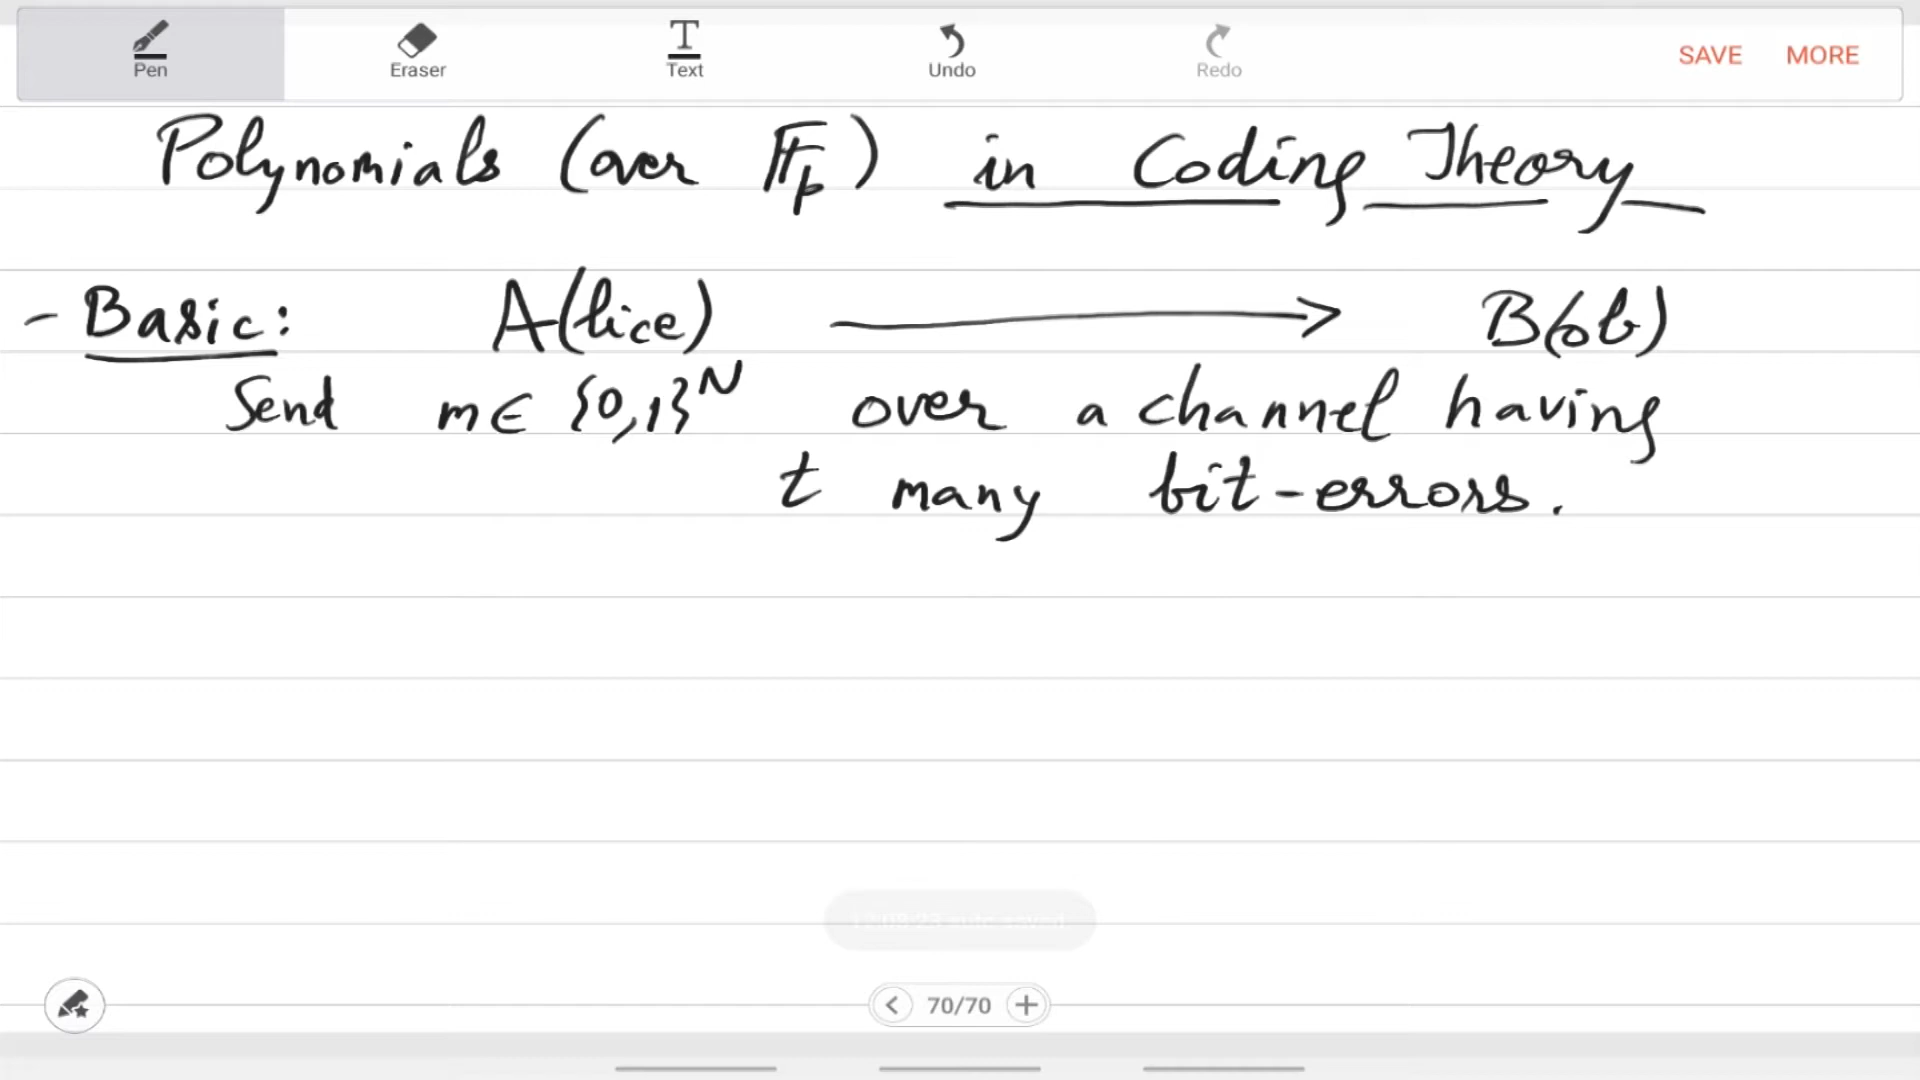 Pen Eraser Text Undo Redo SAVE MORE
Polynomials (over 𝔽p) in Coding Theory
- Basic: A(lice) ⟶ B(ob)
Send m ∈ {0,1}^N over a channel having
t many bit-errors.
70/70